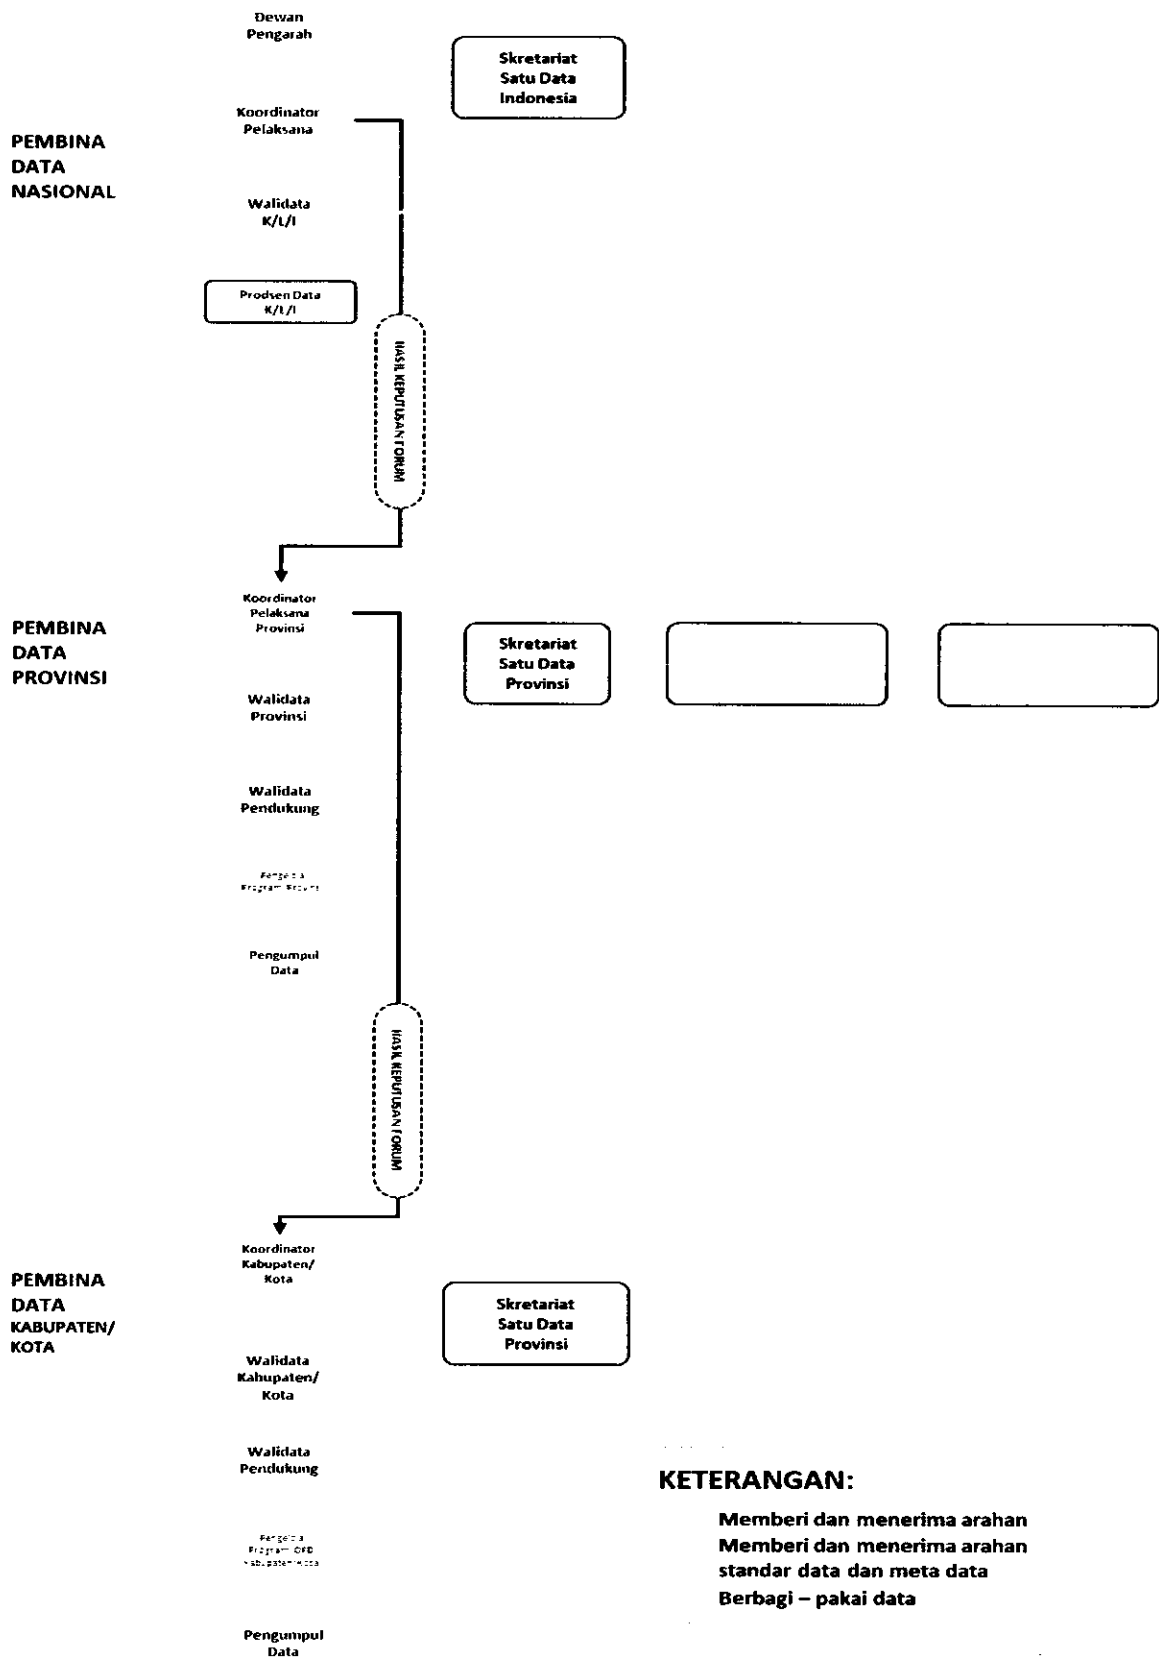 Dewan
Pengarah
Skretariat
Satu Data
Indonesia
Koordinator
Pelaksana
PEMBINA
DATA
NASIONAL
Walidata
K/L/I
Prodsen Data
K/L/I
HASIL KEPUTUSAN FORUM
Koordinator
Pelaksana
Provinsi
PEMBINA
DATA
PROVINSI
Skretariat
Satu Data
Provinsi
Walidata
Provinsi
Walidata
Pendukung
Program
Pengumpul
Data
HASIL KEPUTUSAN FORUM
Koordinator
Kabupaten/
Kota
PEMBINA
DATA
KABUPATEN/
KOTA
Skretariat
Satu Data
Provinsi
Walidata
Kabupaten/
Kota
Walidata
Pendukung
Program
Pengumpul
Data
KETERANGAN:
Memberi dan menerima arahan
Memberi dan menerima arahan
standar data dan meta data
Berbagi – pakai data